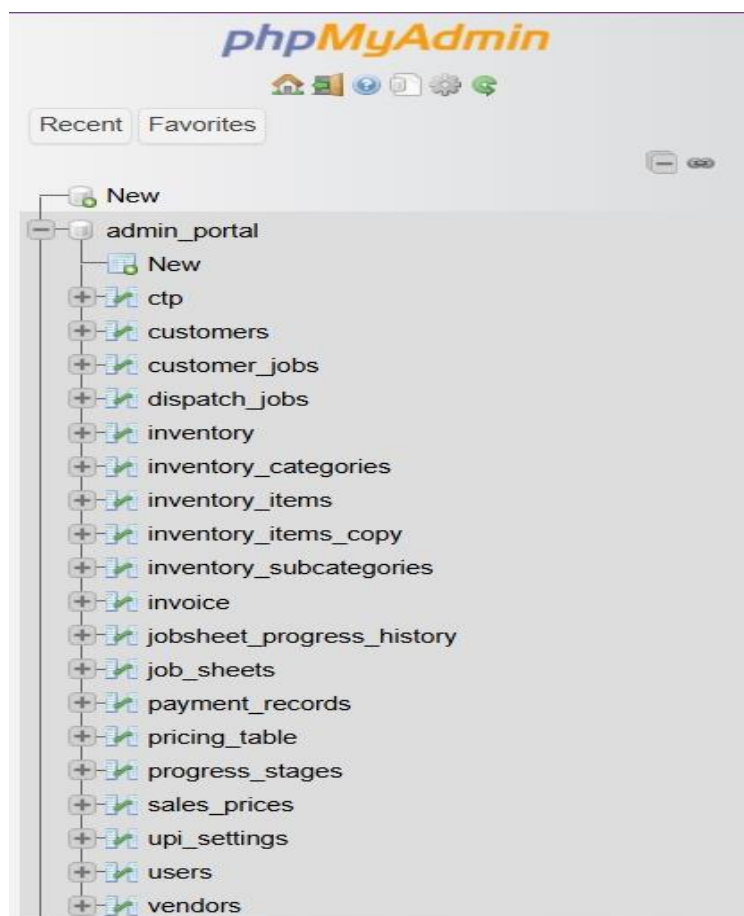 phpMyAdmin
Recent Favorites
New
admin_portal
New
ctp
customers
customer_jobs
dispatch_jobs
inventory
inventory_categories
inventory_items
inventory_items_copy
inventory_subcategories
invoice
jobsheet_progress_history
job_sheets
payment_records
pricing_table
progress_stages
sales_prices
upi_settings
users
vendors